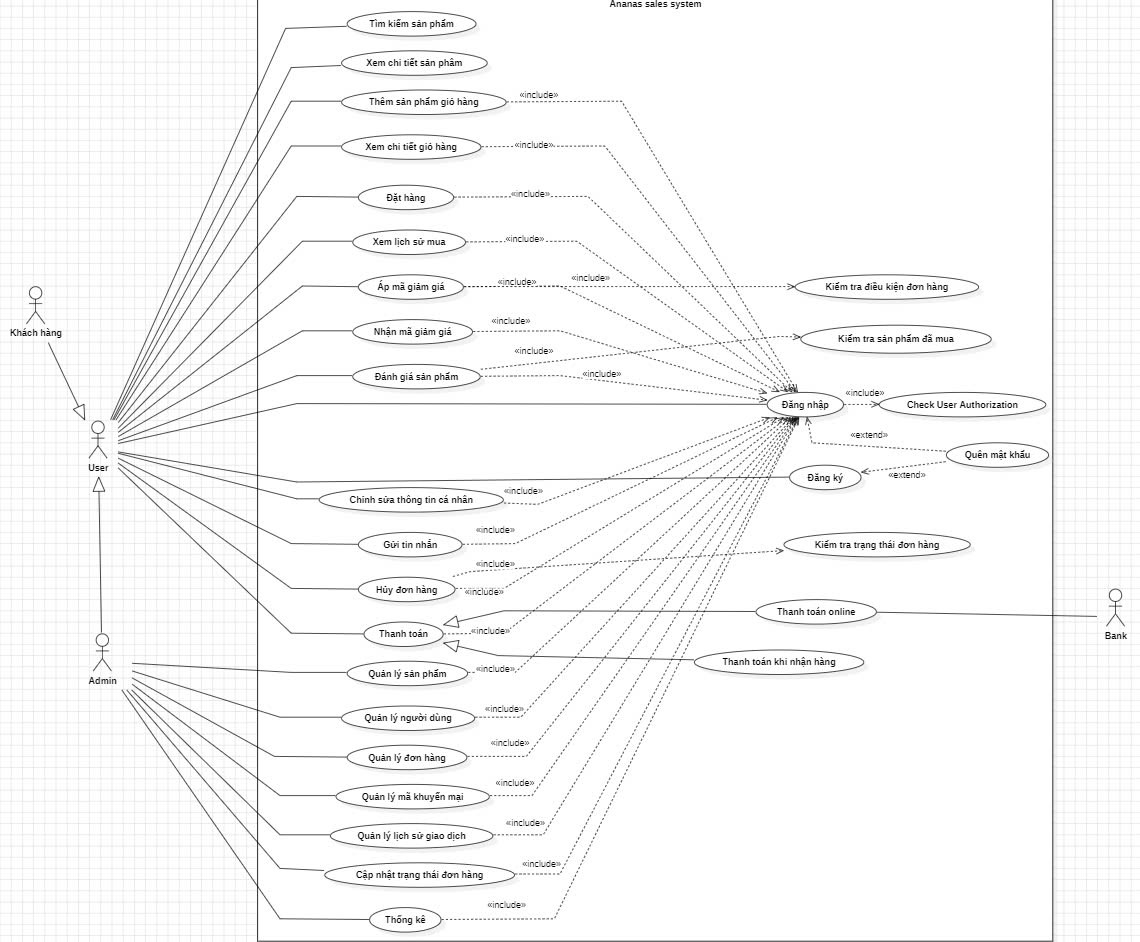 Ananas sales system
Tìm kiếm sản phẩm
Xem chi tiết sản phẩm
Thêm sản phẩm giỏ hàng
«include»
Xem chi tiết giỏ hàng
«include»
Đặt hàng
«include»
Xem lịch sử mua
«include»
Áp mã giảm giá
«include»
«include»
Kiểm tra điều kiện đơn hàng
Khách hàng
Nhận mã giảm giá
«include»
Kiểm tra sản phẩm đã mua
«include»
Đánh giá sản phẩm
«include»
Đăng nhập
«include»
Check User Authorization
User
«extend»
Quên mật khẩu
Đăng ký
«extend»
Chỉnh sửa thông tin cá nhân
«include»
Gửi tin nhắn
«include»
Kiểm tra trạng thái đơn hàng
«include»
Hủy đơn hàng
«include»
Thanh toán online
Bank
Thanh toán
«include»
Thanh toán khi nhận hàng
Admin
Quản lý sản phẩm
«include»
Quản lý người dùng
«include»
Quản lý đơn hàng
«include»
Quản lý mã khuyến mại
«include»
Quản lý lịch sử giao dịch
«include»
Cập nhật trạng thái đơn hàng
«include»
Thống kê
«include»